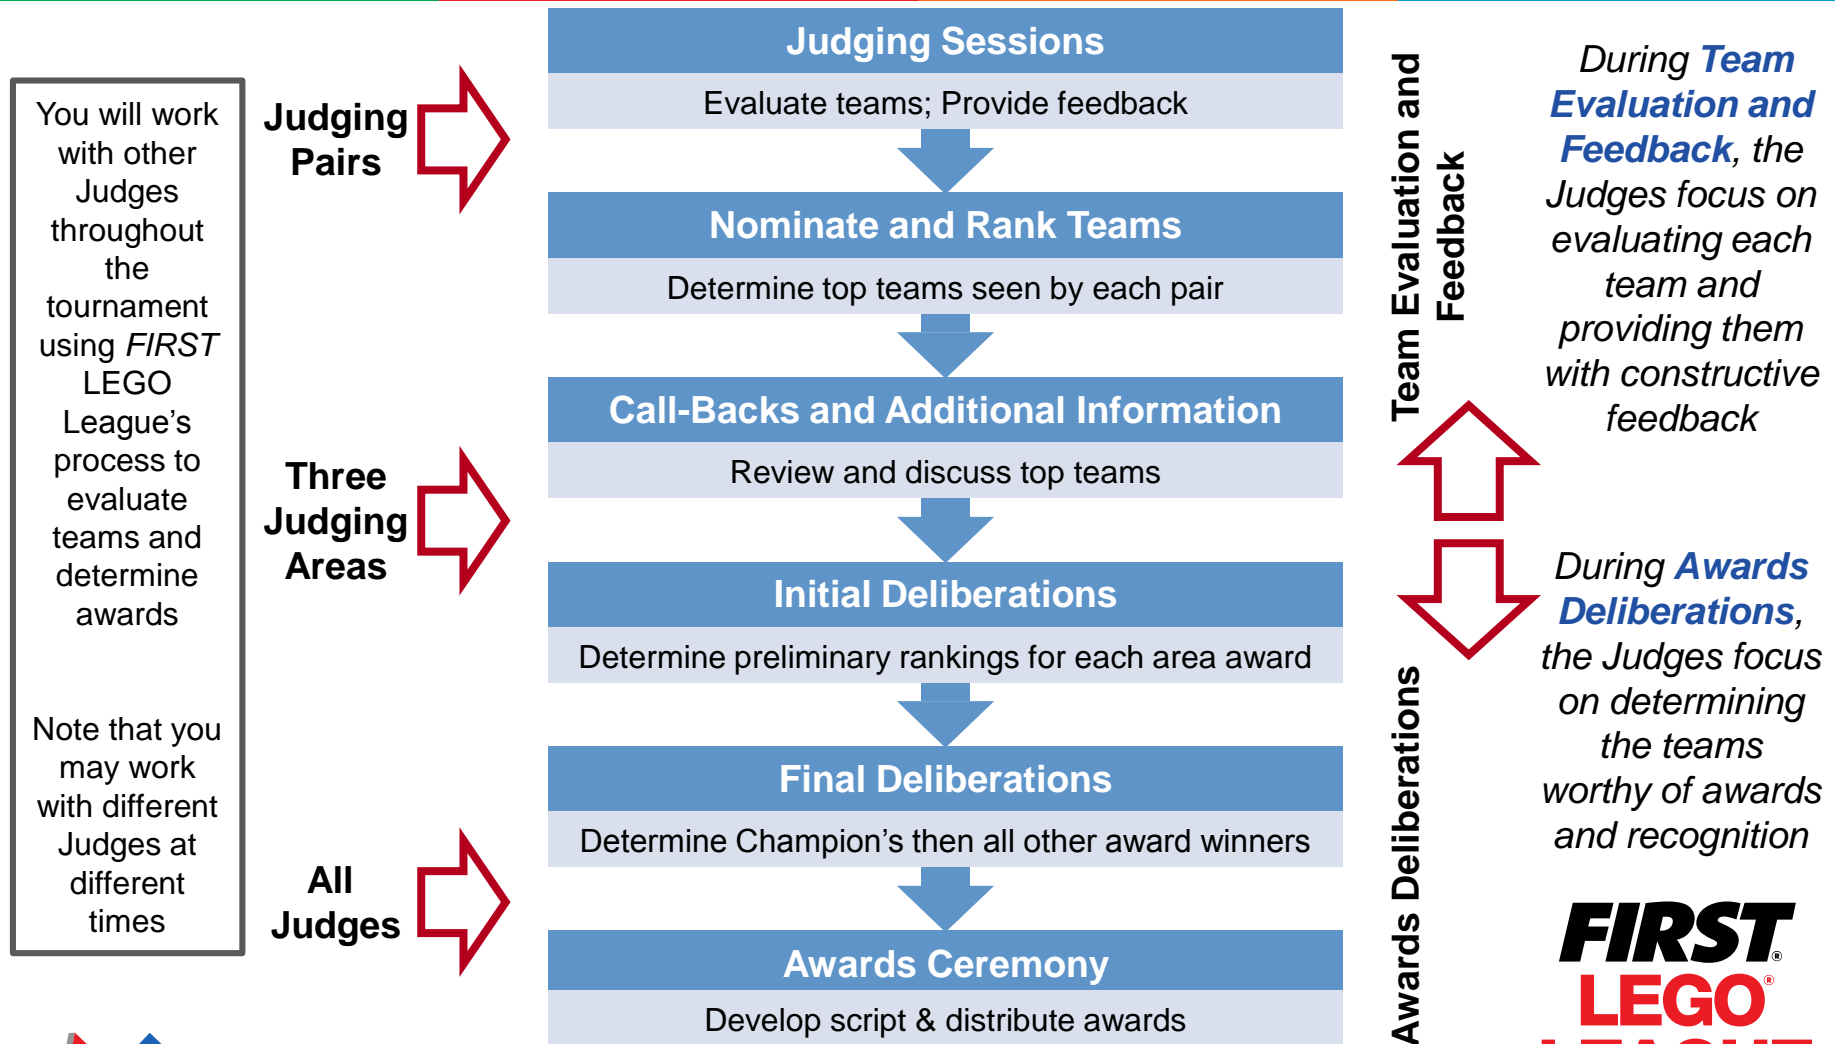 You will work
with other
Judges
throughout
the
tournament
using FIRST
LEGO
League’s
process to
evaluate
teams and
determine
awards
Note that you
may work
with different
Judges at
different
times
Judging
Pairs
Three
Judging
Areas
All
Judges
Judging Sessions
Evaluate teams; Provide feedback
Nominate and Rank Teams
Determine top teams seen by each pair
Call-Backs and Additional Information
Review and discuss top teams
Initial Deliberations
Determine preliminary rankings for each area award
Final Deliberations
Determine Champion’s then all other award winners
Awards Ceremony
Develop script & distribute awards
Team Evaluation and
Feedback
Awards Deliberations
During Team
Evaluation and
Feedback, the
Judges focus on
evaluating each
team and
providing them
with constructive
feedback
During Awards
Deliberations,
the Judges focus
on determining
the teams
worthy of awards
and recognition
FIRST®
LEGO®
LEAGUE